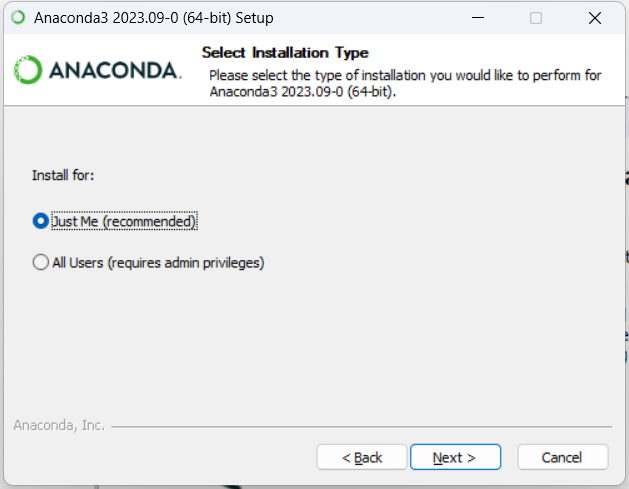 Anaconda3 2023.09-0 (64-bit) Setup
ANACONDA.
Select Installation Type
Please select the type of installation you would like to perform for
Anaconda3 2023.09-0 (64-bit).
Install for:
Just Me (recommended)
All Users (requires admin privileges)
Anaconda, Inc.
< Back
Next >
Cancel